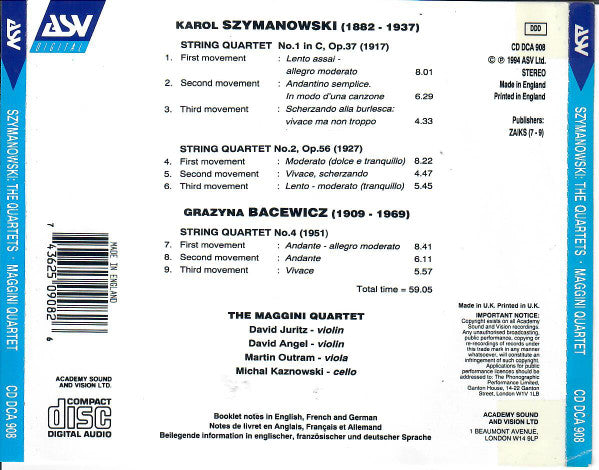 ASV
DIGITAL
SZYMANOWSKI: THE QUARTETS · MAGGINI QUARTET
CD DCA 908
KAROL SZYMANOWSKI (1882 - 1937)
STRING QUARTET No.1 in C, Op.37 (1917)
1. First movement : Lento assai -
allegro moderato 8.01
2. Second movement : Andantino semplice.
In modo d'una canzone 6.29
3. Third movement : Scherzando alla burlesca:
vivace ma non troppo 4.33
STRING QUARTET No.2, Op.56 (1927)
4. First movement : Moderato (dolce e tranquillo) 8.22
5. Second movement : Vivace, scherzando 4.47
6. Third movement : Lento - moderato (tranquillo) 5.45
GRAZYNA BACEWICZ (1909 - 1969)
STRING QUARTET No.4 (1951)
7. First movement : Andante - allegro moderato 8.41
8. Second movement : Andante 6.11
9. Third movement : Vivace 5.57
Total time = 59.05
THE MAGGINI QUARTET
David Juritz - violin
David Angel - violin
Martin Outram - viola
Michal Kaznowski - cello
Booklet notes in English, French and German
Notes de livret en Anglais, Français et Allemand
Beilegende information in englischer, französischer und deutscher Sprache
MADE IN ENGLAND
7 43625 09082 6
ACADEMY SOUND
AND VISION LTD.
COMPACT
disc
DIGITAL AUDIO
DDD
CD DCA 908
© ℗ 1994 ASV Ltd.
STEREO
Made in England
Printed in England
Publishers:
ZAIKS (7 - 9)
Made in U.K. Printed in U.K.
IMPORTANT NOTICE:
Copyright exists on all Academy
Sound and Vision recordings.
Any unauthorised broadcasting,
public performance, copying or
re-recording of records under
this trade mark in any manner
whatsoever, will constitute an
infringement of such copyright.
Applications for public
performance licences should be
addressed to: The Phonographic
Performance Limited,
Ganton House, 14-22 Ganton
Street, London W1V 1LB
ACADEMY SOUND
AND VISION LTD.
1 BEAUMONT AVENUE,
LONDON W14 9LP
ASV
DIGITAL
SZYMANOWSKI: THE QUARTETS · MAGGINI QUARTET
CD DCA 908